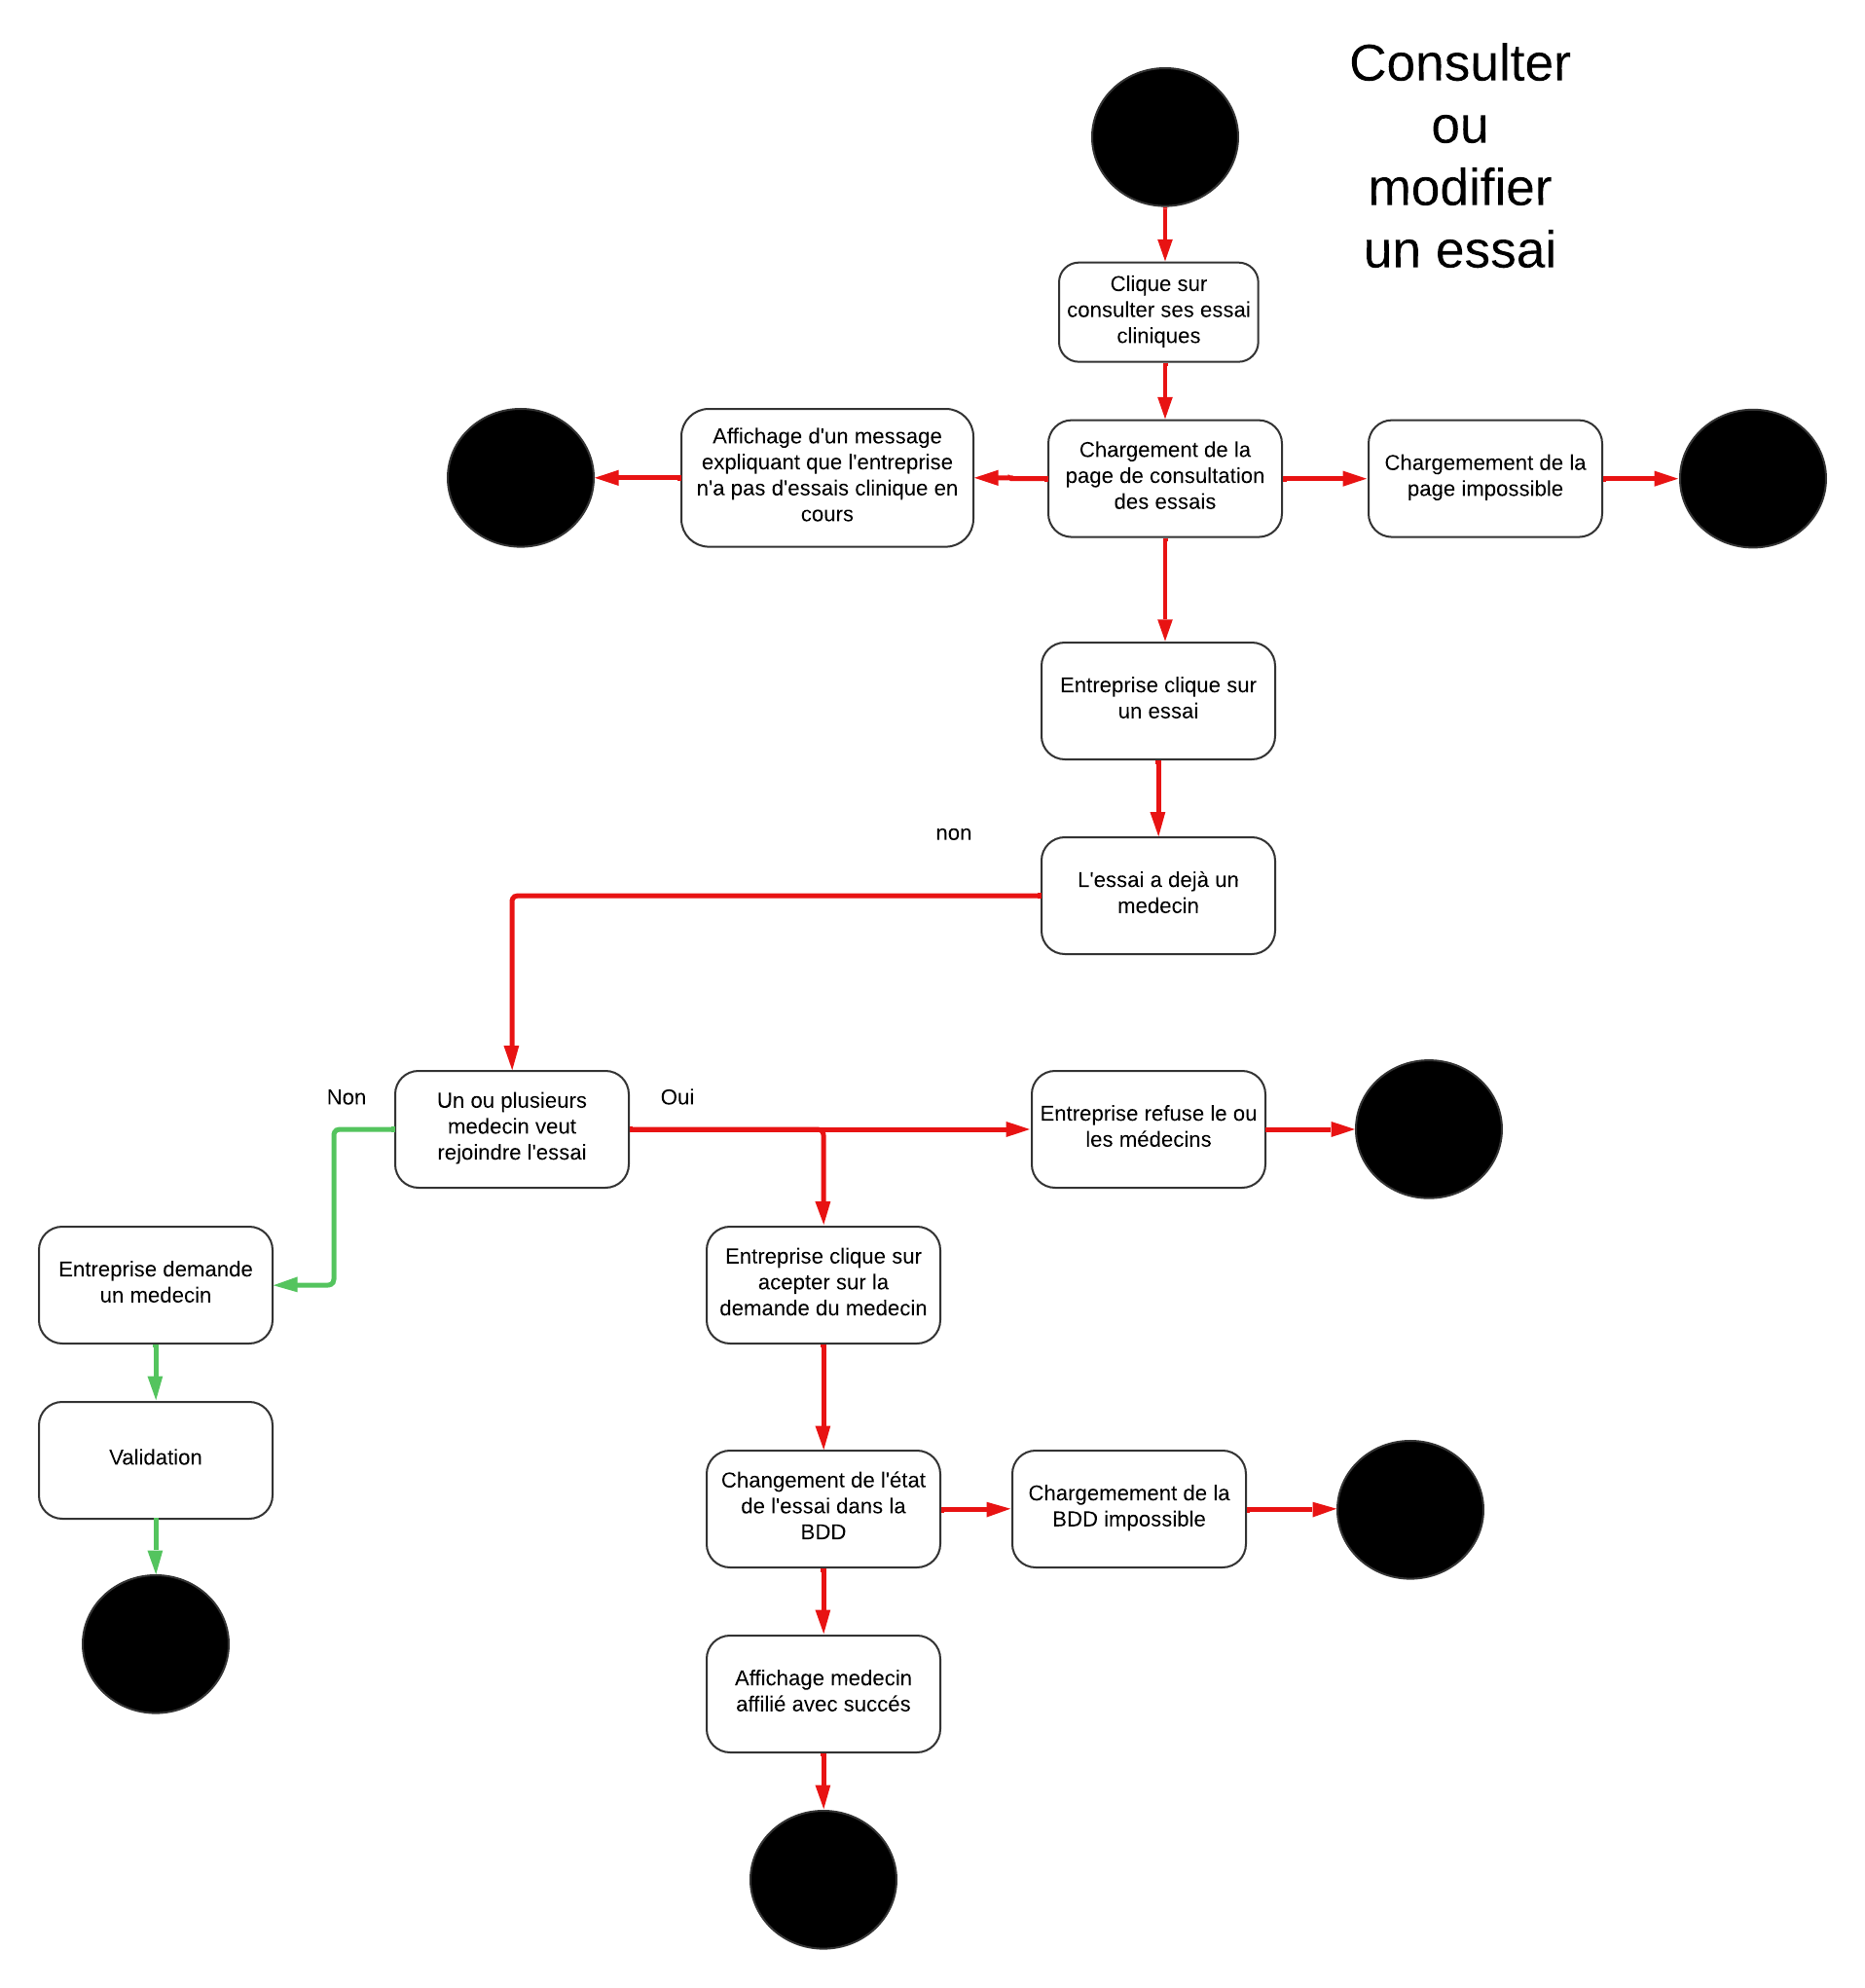 Consulter
ou
modifier
un essai
Clique sur
consulter ses essai
cliniques
Affichage d'un message
expliquant que l'entreprise
n'a pas d'essais clinique en
cours
Chargement de la
page de consultation
des essais
Chargemement de la
page impossible
Entreprise clique sur
un essai
non
L'essai a dejà un
medecin
Non
Un ou plusieurs
medecin veut
rejoindre l'essai
Oui
Entreprise refuse le ou
les médecins
Entreprise demande
un medecin
Entreprise clique sur
acepter sur la
demande du medecin
Validation
Changement de l'état
de l'essai dans la
BDD
Chargemement de la
BDD impossible
Affichage medecin
affilié avec succés